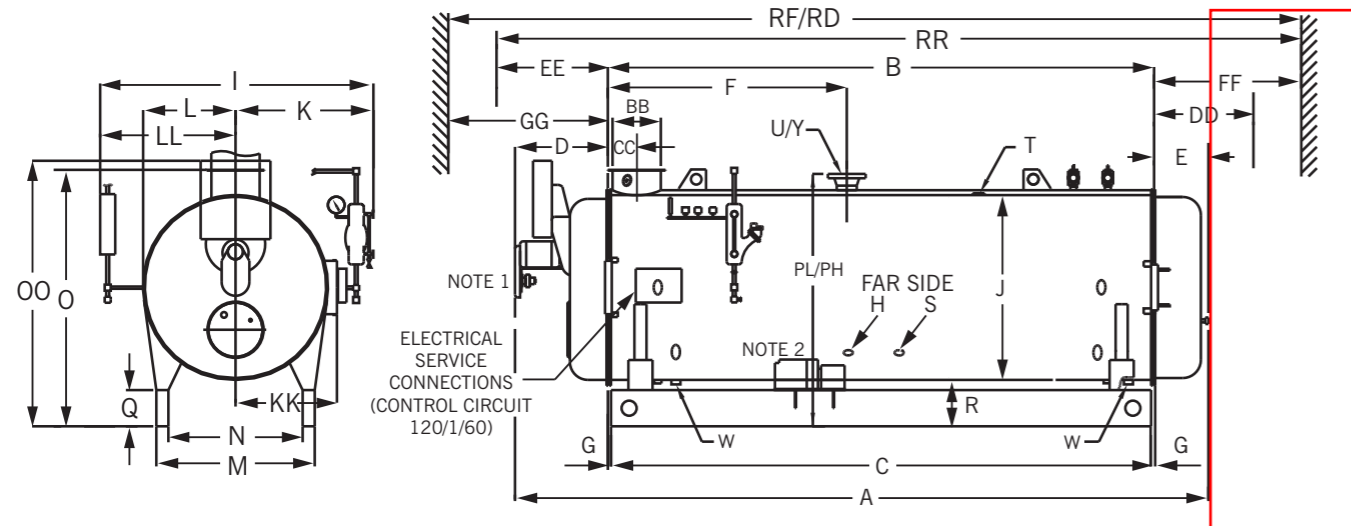 RF/RD
RR
I
EE
B
FF
L
K
F
BB
DD
LL
GG
U/Y
T
D
CC
E
OO
O
NOTE 1
PL/PH
J
FAR SIDE
H S
ELECTRICAL
SERVICE
CONNECTIONS
(CONTROL CIRCUIT
120/1/60)
NOTE 2
Q
KK
R
N
W
W
M
G
C
G
A